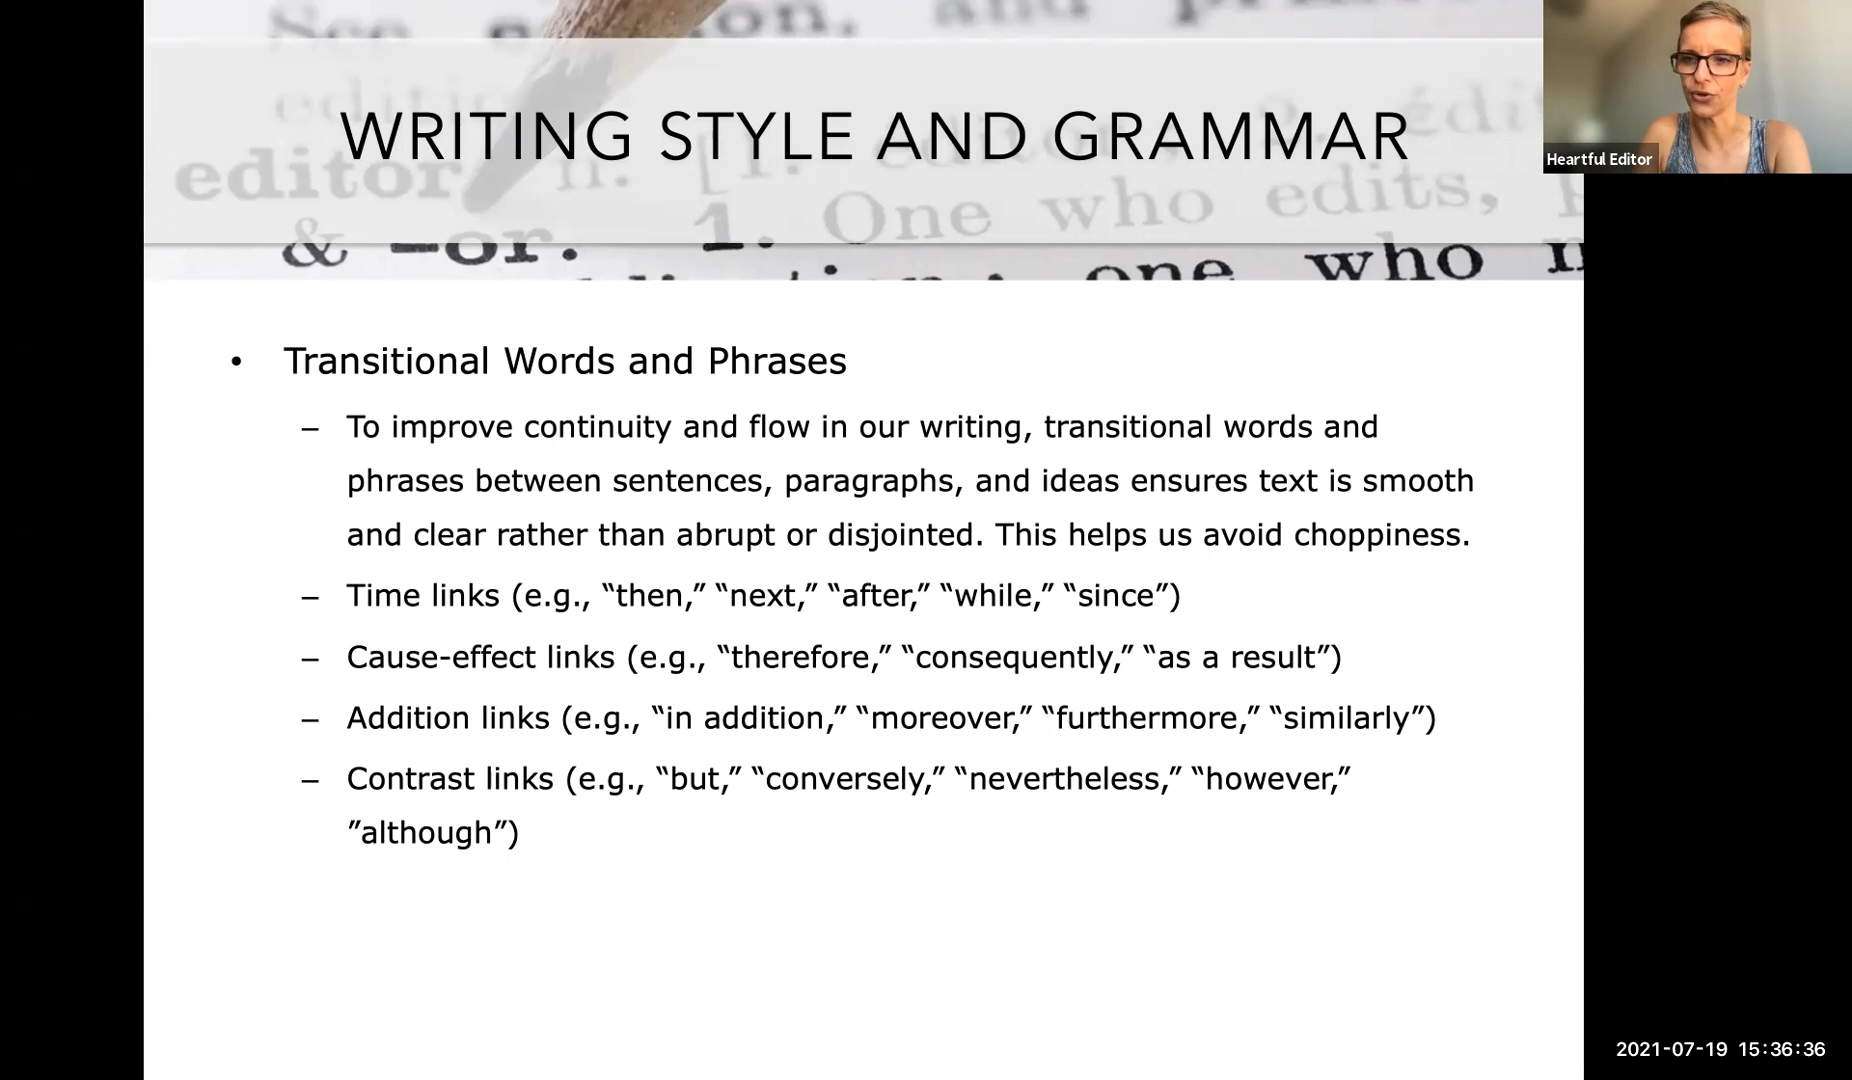 See
on, and
WRITING STYLE AND GRAMMAR
editor n. [1.
& -or. 1. One who edits,
one who
Heartful Editor
• Transitional Words and Phrases
– To improve continuity and flow in our writing, transitional words and
phrases between sentences, paragraphs, and ideas ensures text is smooth
and clear rather than abrupt or disjointed. This helps us avoid choppiness.
– Time links (e.g., “then,” “next,” “after,” “while,” “since”)
– Cause-effect links (e.g., “therefore,” “consequently,” “as a result”)
– Addition links (e.g., “in addition,” “moreover,” “furthermore,” “similarly”)
– Contrast links (e.g., “but,” “conversely,” “nevertheless,” “however,”
”although”)
2021-07-19 15:36:36